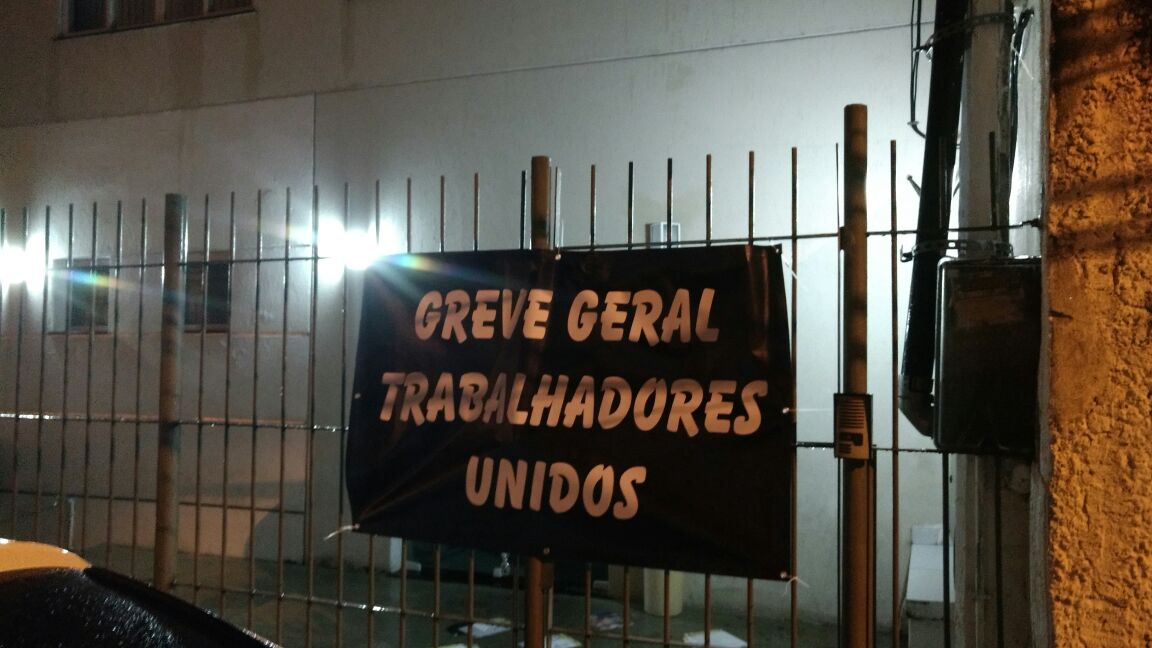 GREVE GERAL
TRABALHADORES
UNIDOS